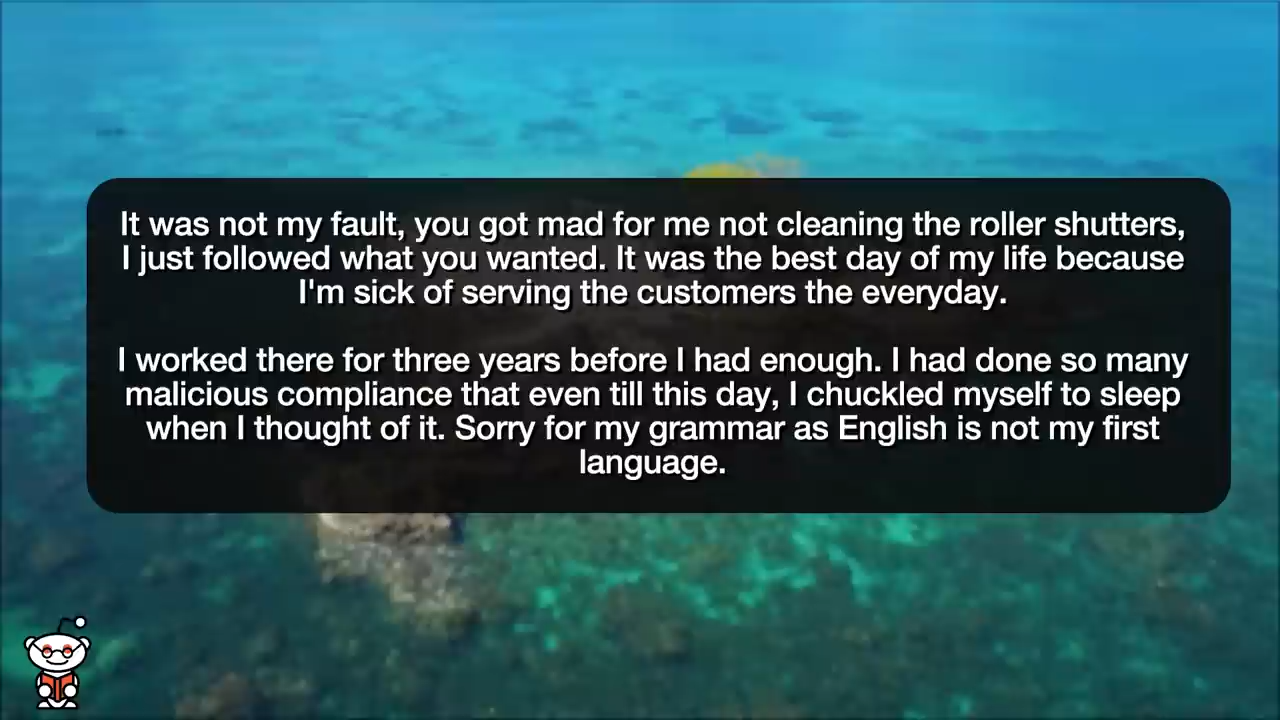 It was not my fault, you got mad for me not cleaning the roller shutters,
I just followed what you wanted. It was the best day of my life because
I'm sick of serving the customers the everyday.
I worked there for three years before I had enough. I had done so many
malicious compliance that even till this day, I chuckled myself to sleep
when I thought of it. Sorry for my grammar as English is not my first
language.